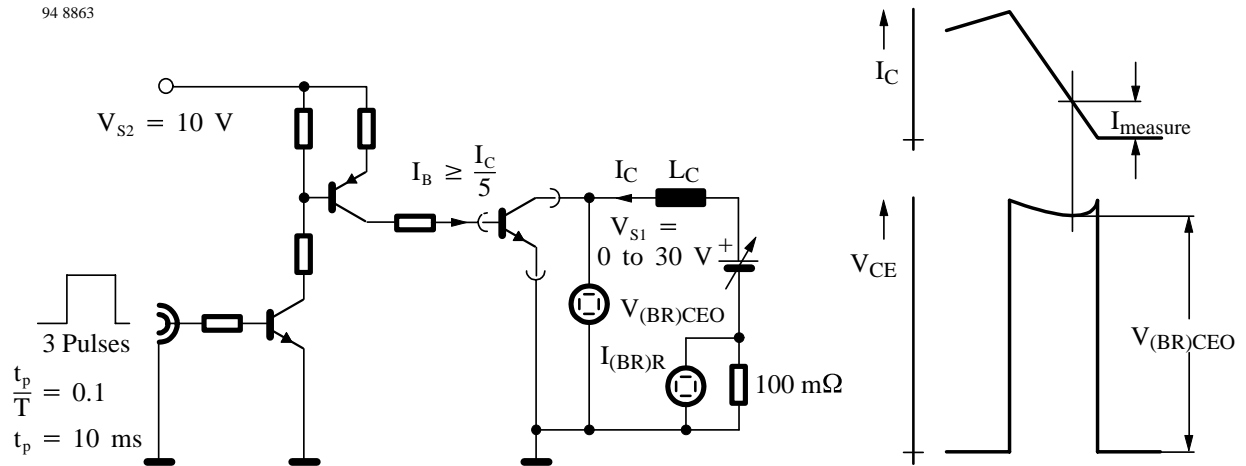 94 8863
V_S2 = 10 V
I_B ≥ I_C/5
I_C
L_C
V_S1 =
0 to 30 V
+
V_(BR)CEO
I_(BR)R
100 mΩ
3 Pulses
t_p/T = 0.1
t_p = 10 ms
I_C
I_measure
V_CE
V_(BR)CEO